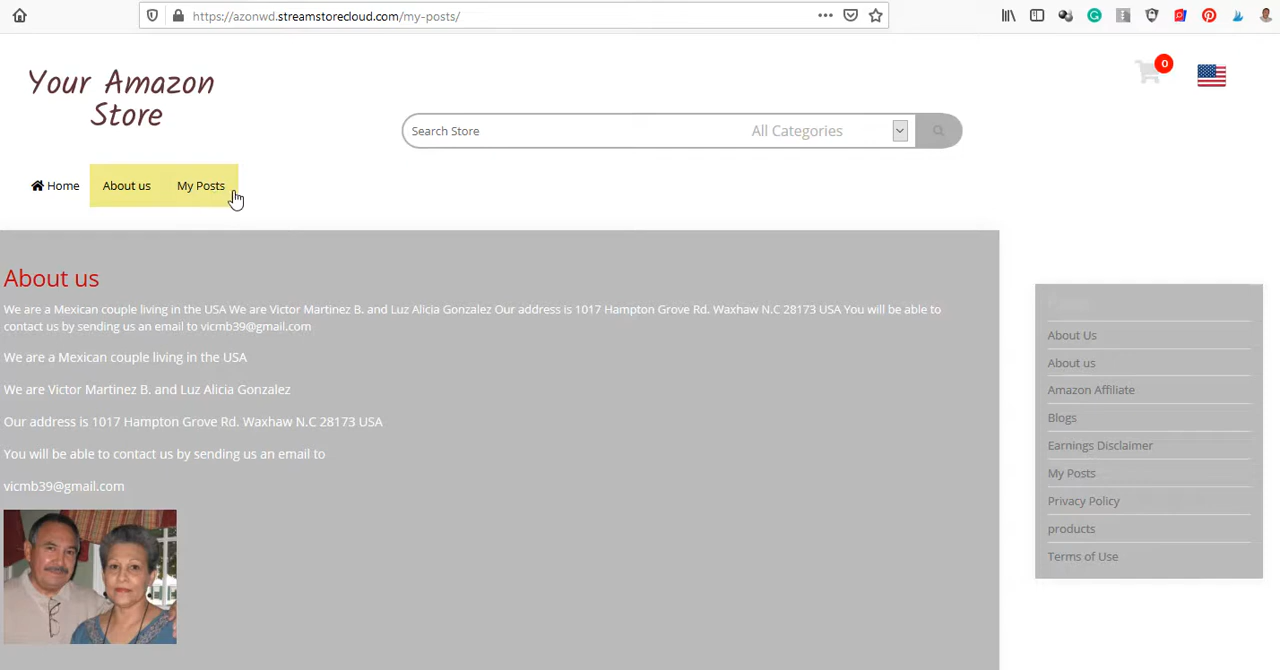 https://azonwd.streamstorecloud.com/my-posts/
Your Amazon
Store
0
Search Store
All Categories
Home
About us
My Posts
About us
We are a Mexican couple living in the USA We are Victor Martinez B. and Luz Alicia Gonzalez Our address is 1017 Hampton Grove Rd. Waxhaw N.C 28173 USA You will be able to
contact us by sending us an email to vicmb39@gmail.com
We are a Mexican couple living in the USA
We are Victor Martinez B. and Luz Alicia Gonzalez
Our address is 1017 Hampton Grove Rd. Waxhaw N.C 28173 USA
You will be able to contact us by sending us an email to
vicmb39@gmail.com
About Us
About us
Amazon Affiliate
Blogs
Earnings Disclaimer
My Posts
Privacy Policy
products
Terms of Use